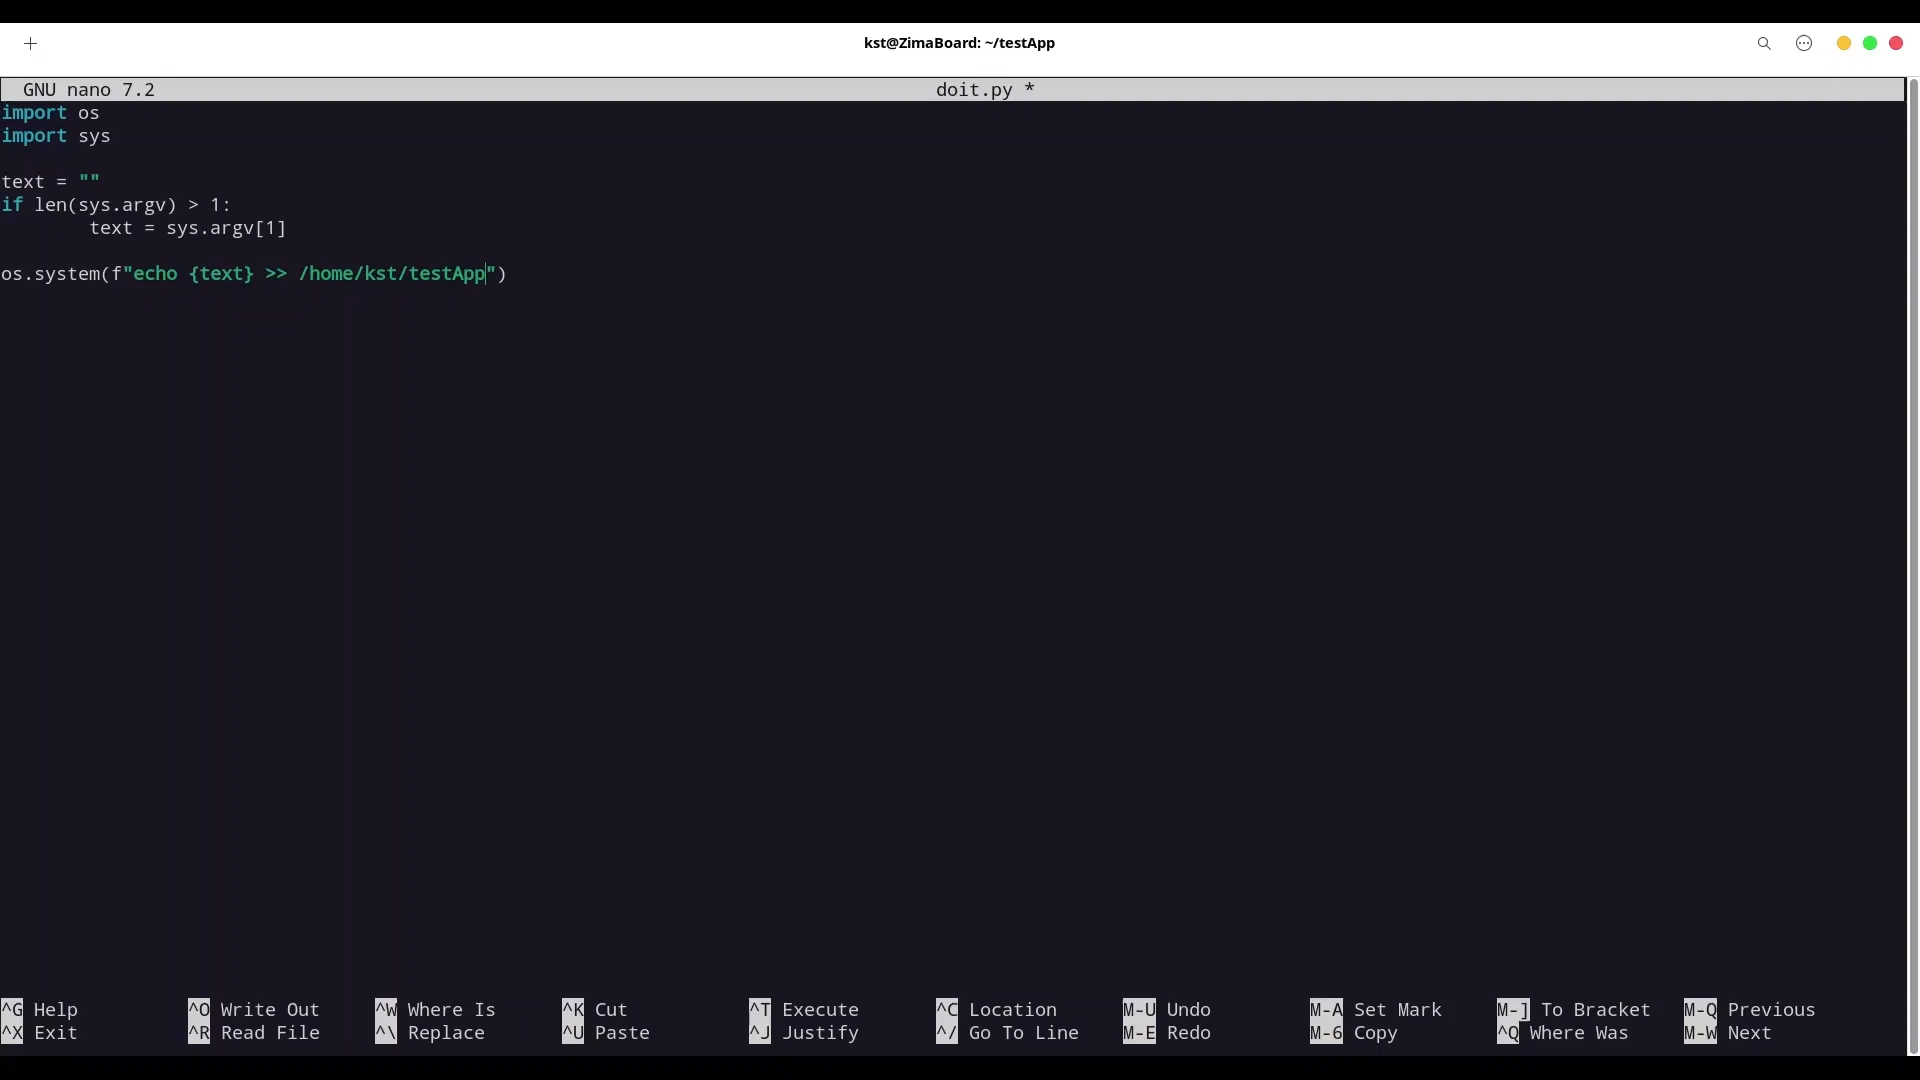 kst@ZimaBoard: ~/testApp
GNU nano 7.2 doit.py *
import os
import sys
text = ""
if len(sys.argv) > 1:
        text = sys.argv[1]
os.system(f"echo {text} >> /home/kst/testApp")
^G Help ^O Write Out ^W Where Is ^K Cut ^T Execute ^C Location M-U Undo M-A Set Mark M-] To Bracket M-Q Previous
^X Exit ^R Read File ^\ Replace ^U Paste ^J Justify ^/ Go To Line M-E Redo M-6 Copy ^Q Where Was M-W Next